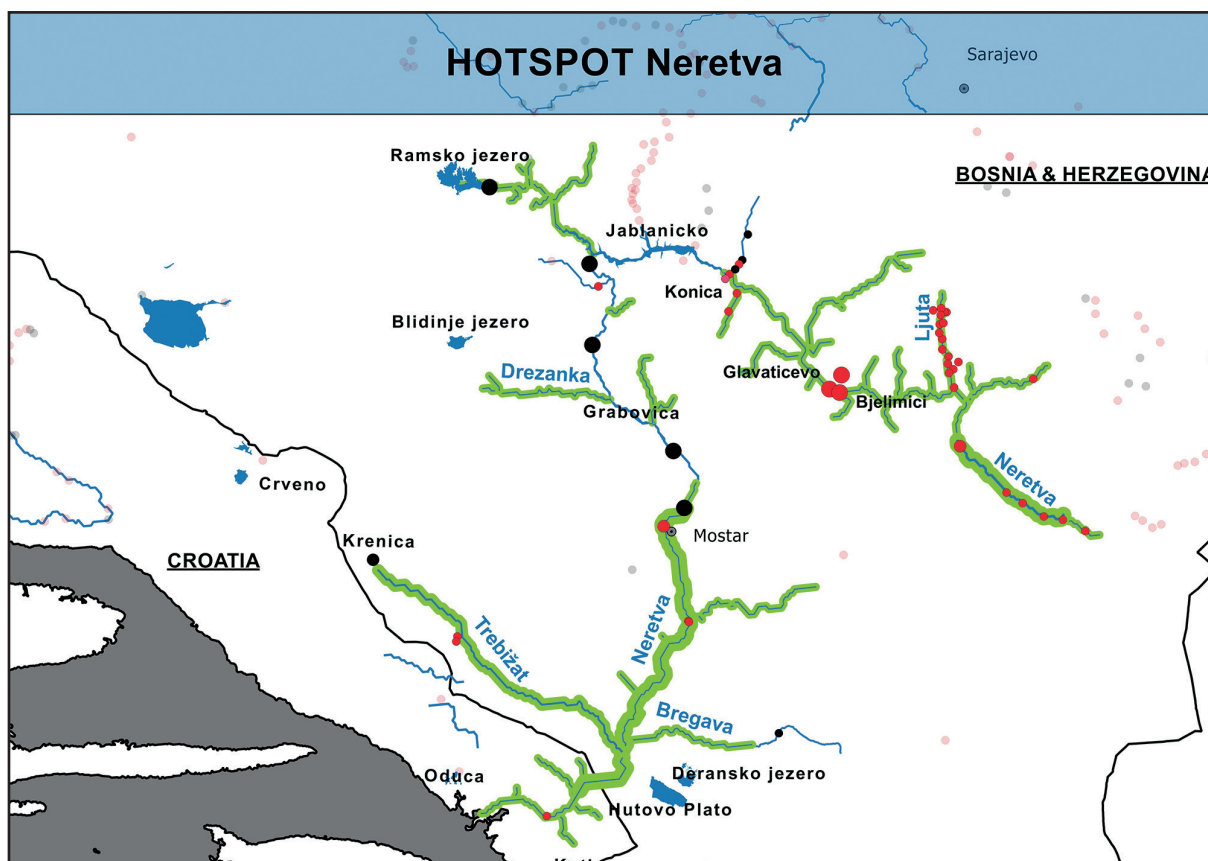 HOTSPOT Neretva
Sarajevo
Ramsko jezero
BOSNIA & HERZEGOVINA
Jablanicko
Konica
Ljuta
Blidinje jezero
Drezanka
Glavaticevo
Bjelimici
Grabovica
Neretva
Crveno
Krenica
Mostar
CROATIA
Neretva
Trebižat
Bregava
Oduca
Deransko jezero
Hutovo Plato